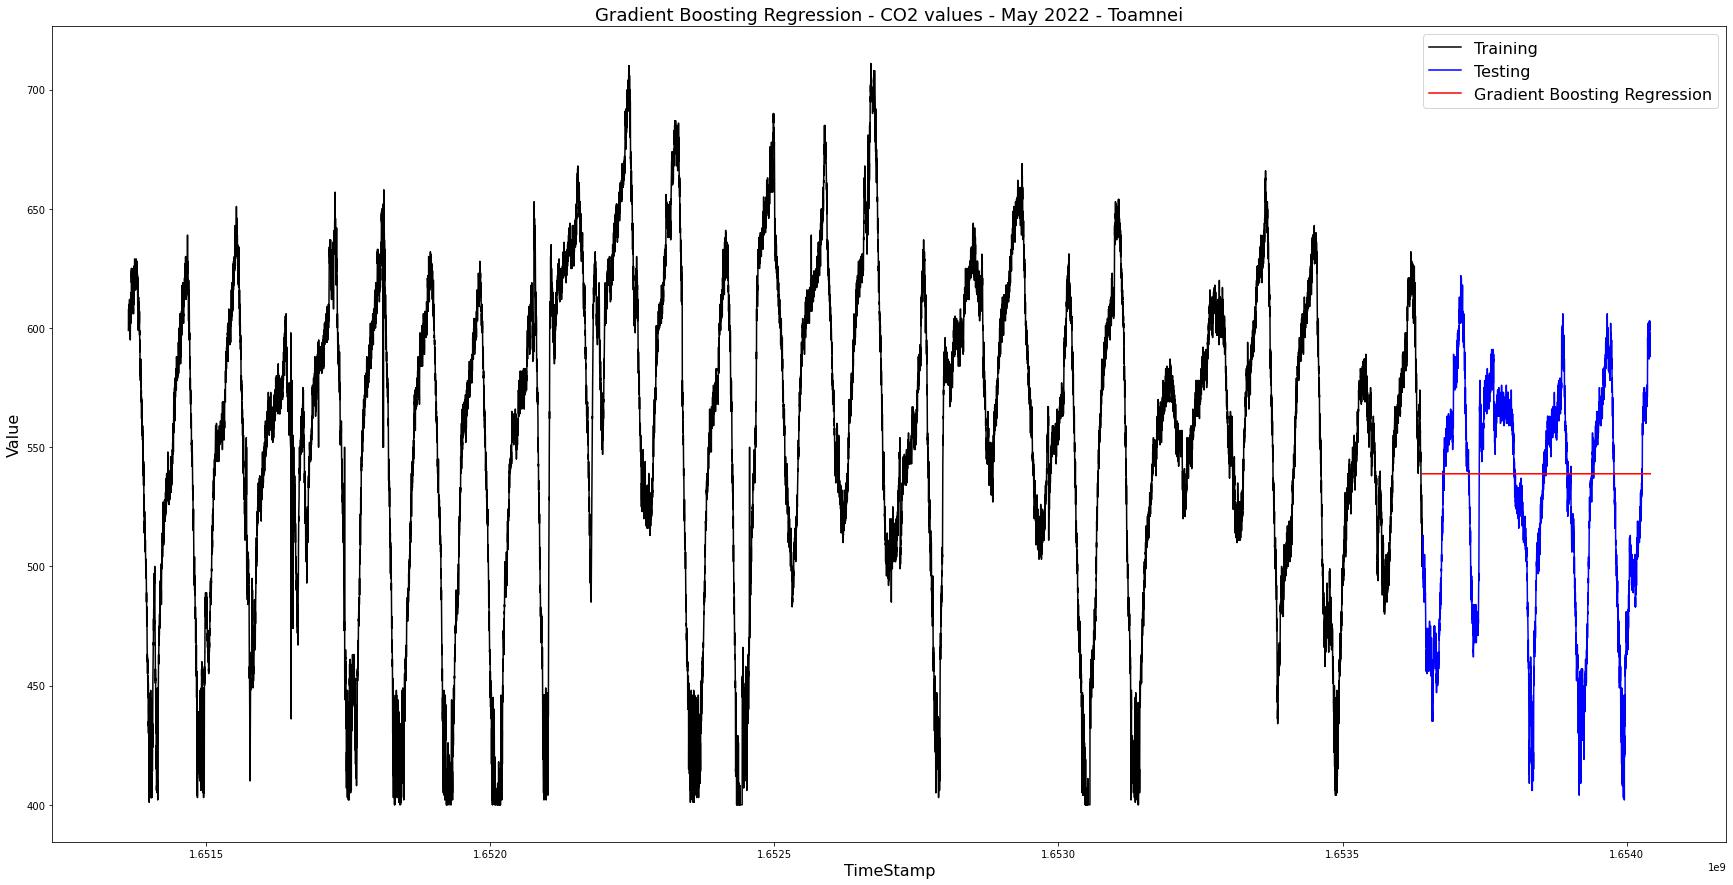 Gradient Boosting Regression - CO2 values - May 2022 - Toamnei
Training
Testing
Gradient Boosting Regression
700
650
600
550
500
450
400
Value
1.6515 1.6520 1.6525 1.6530 1.6535 1.6540
1e9
TimeStamp